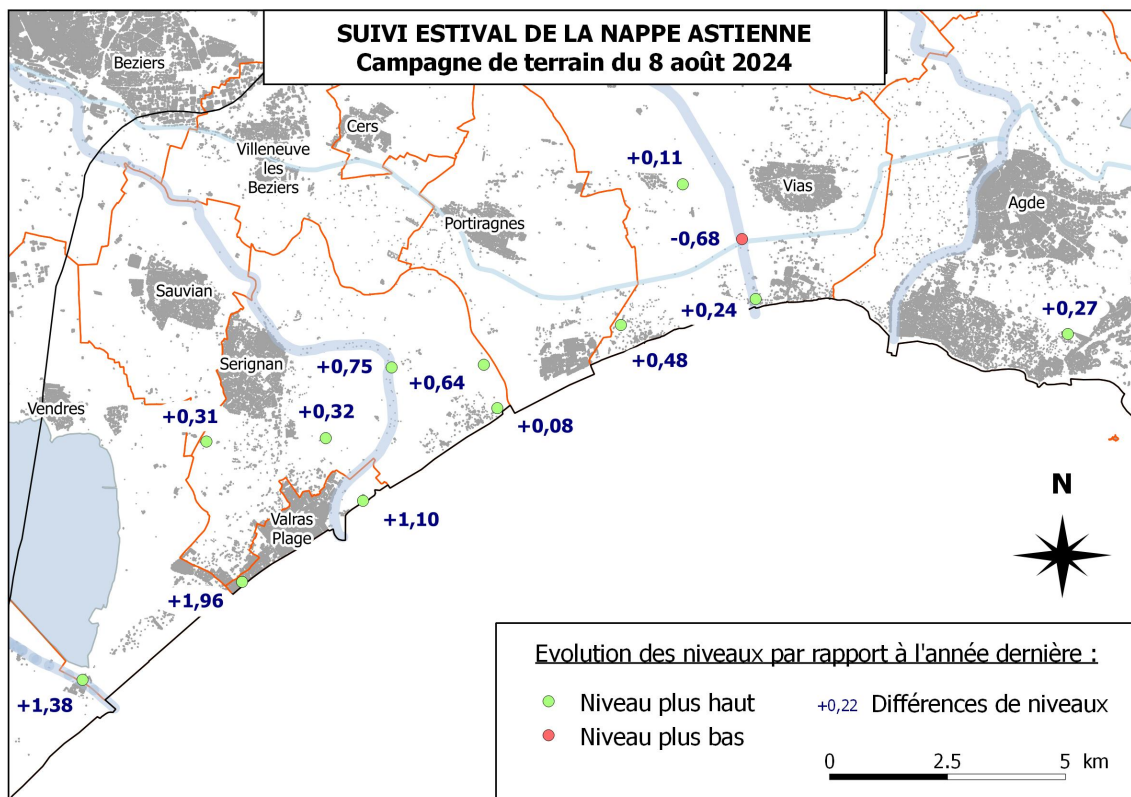 SUIVI ESTIVAL DE LA NAPPE ASTIENNE
Campagne de terrain du 8 août 2024
Beziers
Villeneuve
les
Beziers
Cers
+0,11
Vias
Agde
Portiragnes
-0,68
Sauvian
+0,24
+0,27
Serignan
+0,75
+0,64
+0,48
Vendres
+0,31
+0,32
+0,08
N
Valras
Plage
+1,10
+1,96
+1,38
Evolution des niveaux par rapport à l'année dernière :
Niveau plus haut
+0,22 Différences de niveaux
Niveau plus bas
0 2.5 5 km